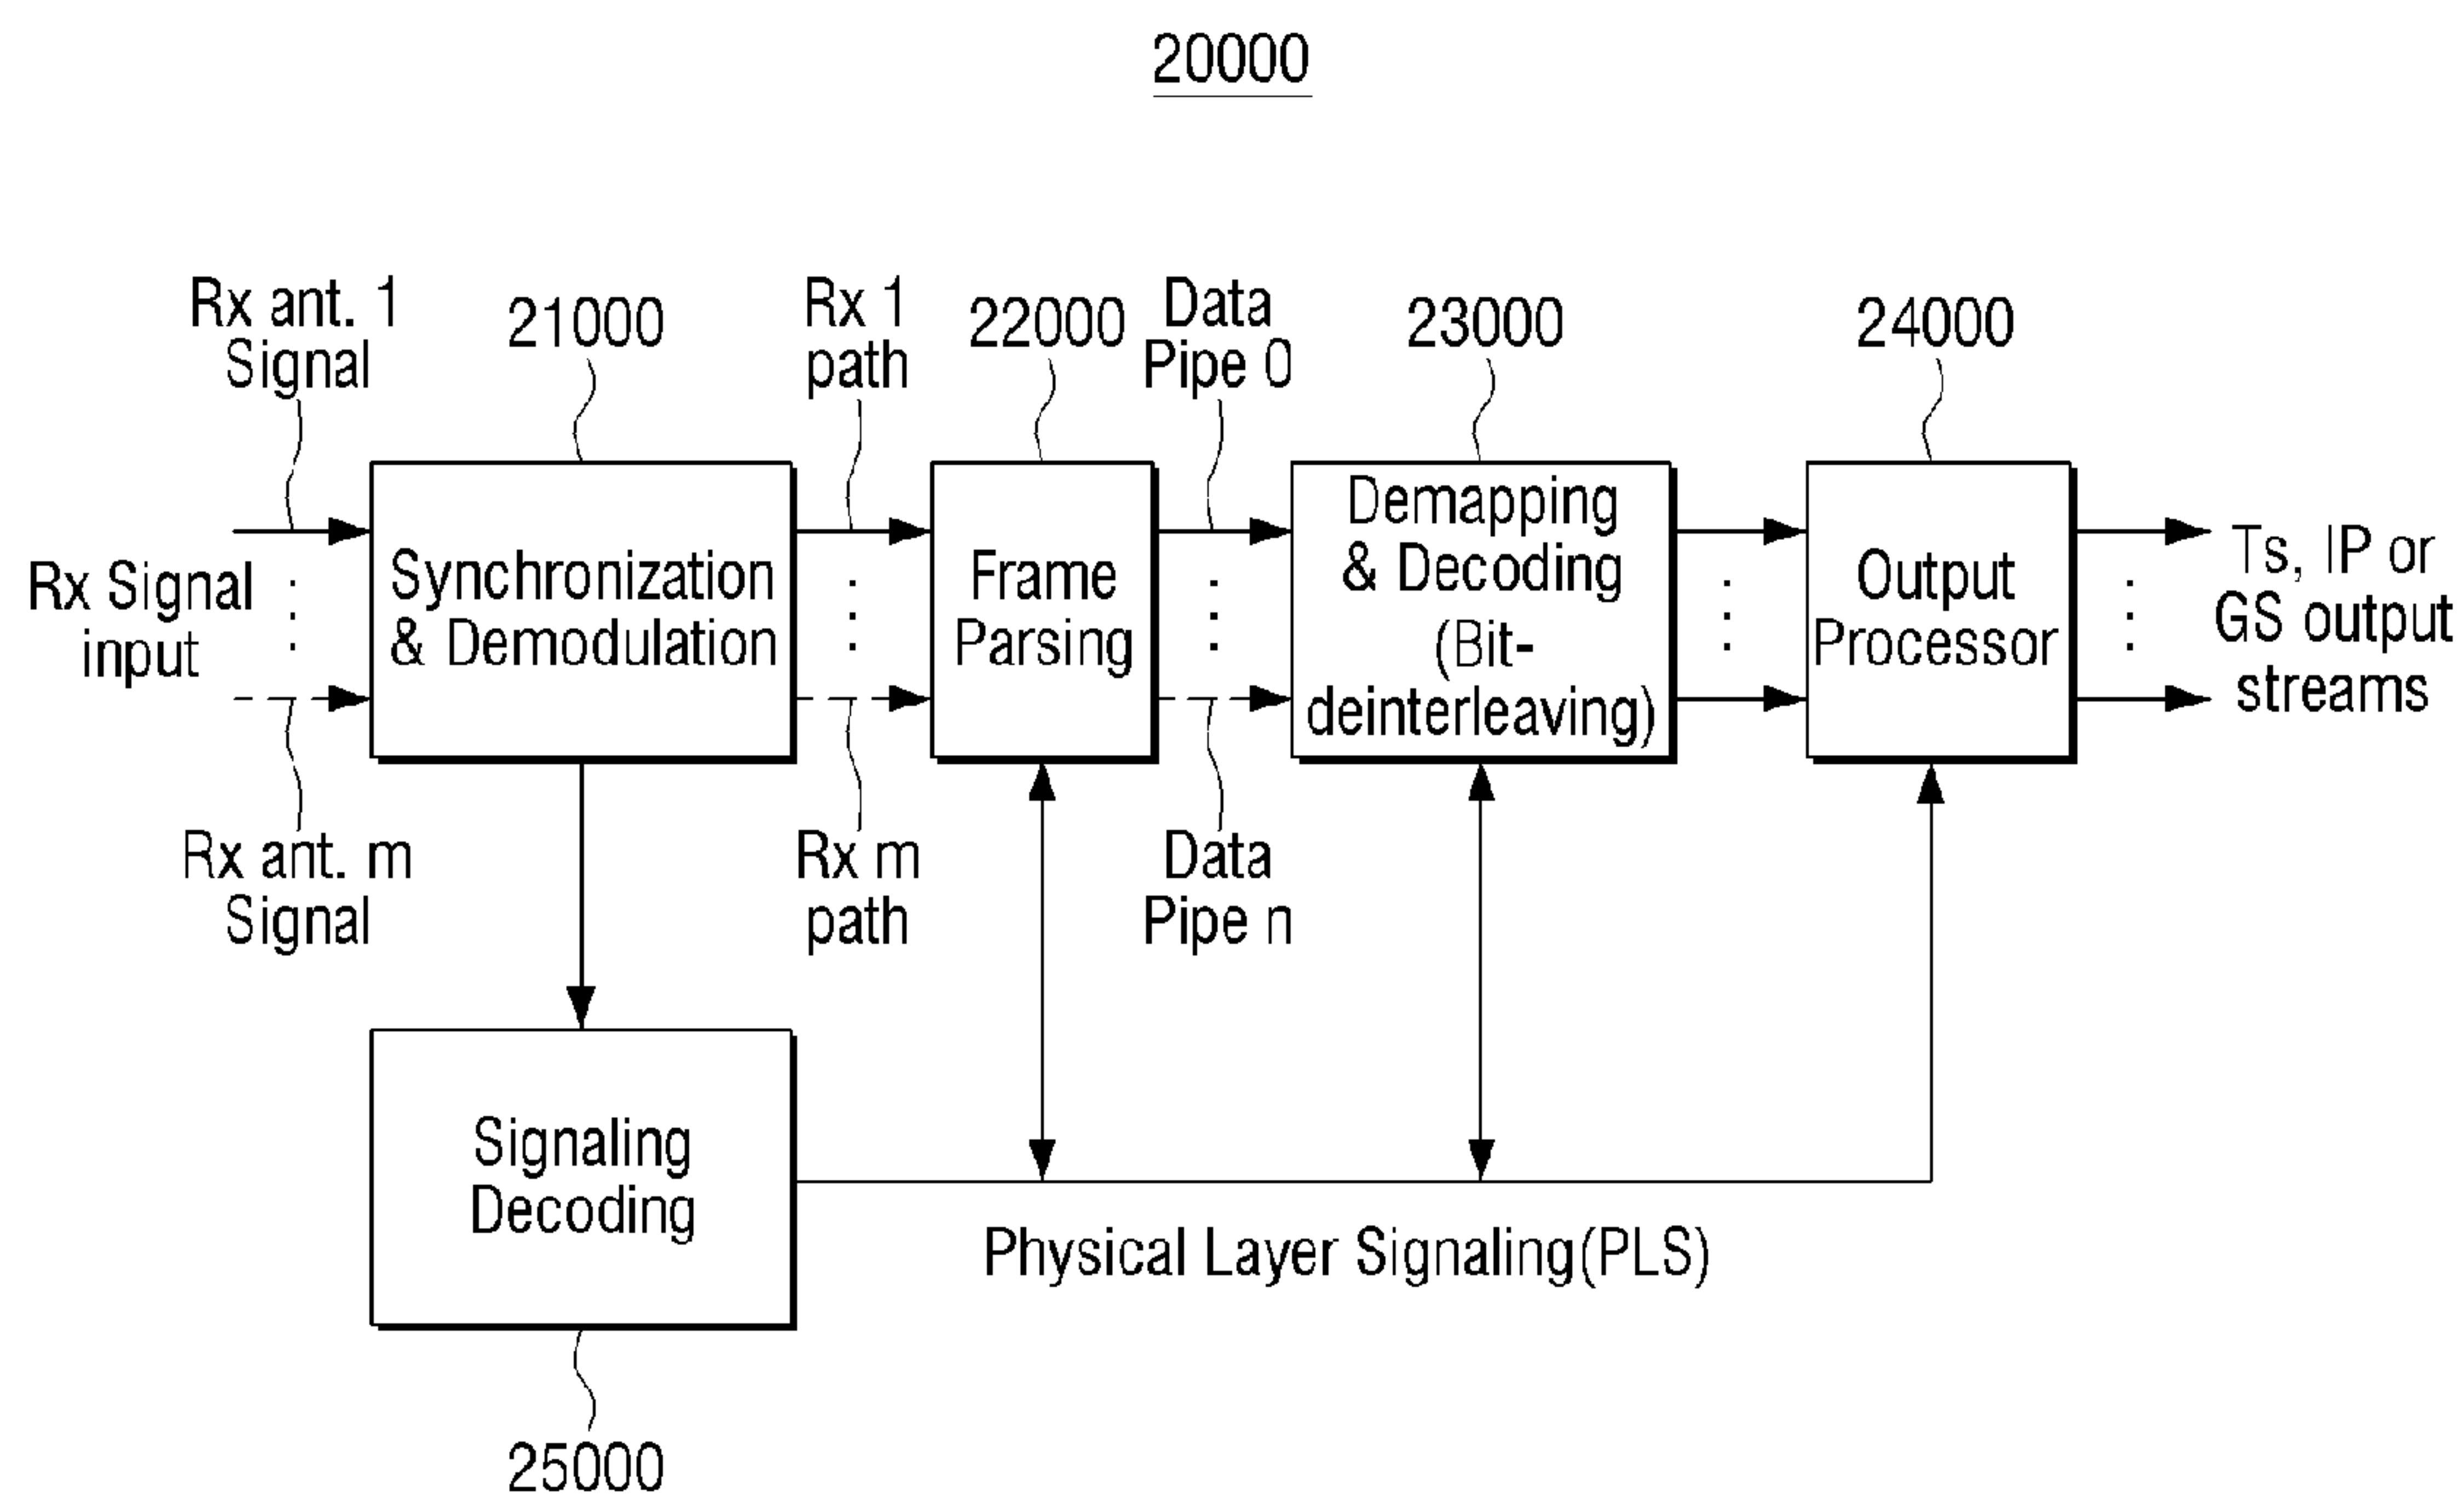 20000
Rx ant. 1
Signal
21000
Rx 1
path
22000
Data
Pipe 0
23000
24000
Rx Signal
input
Synchronization
& Demodulation
Frame
Parsing
Demapping
& Decoding
(Bit-
deinterleaving)
Output
Processor
Ts, IP or
GS output
streams
Rx ant. m
Signal
Rx m
path
Data
Pipe n
Signaling
Decoding
Physical Layer Signaling(PLS)
25000